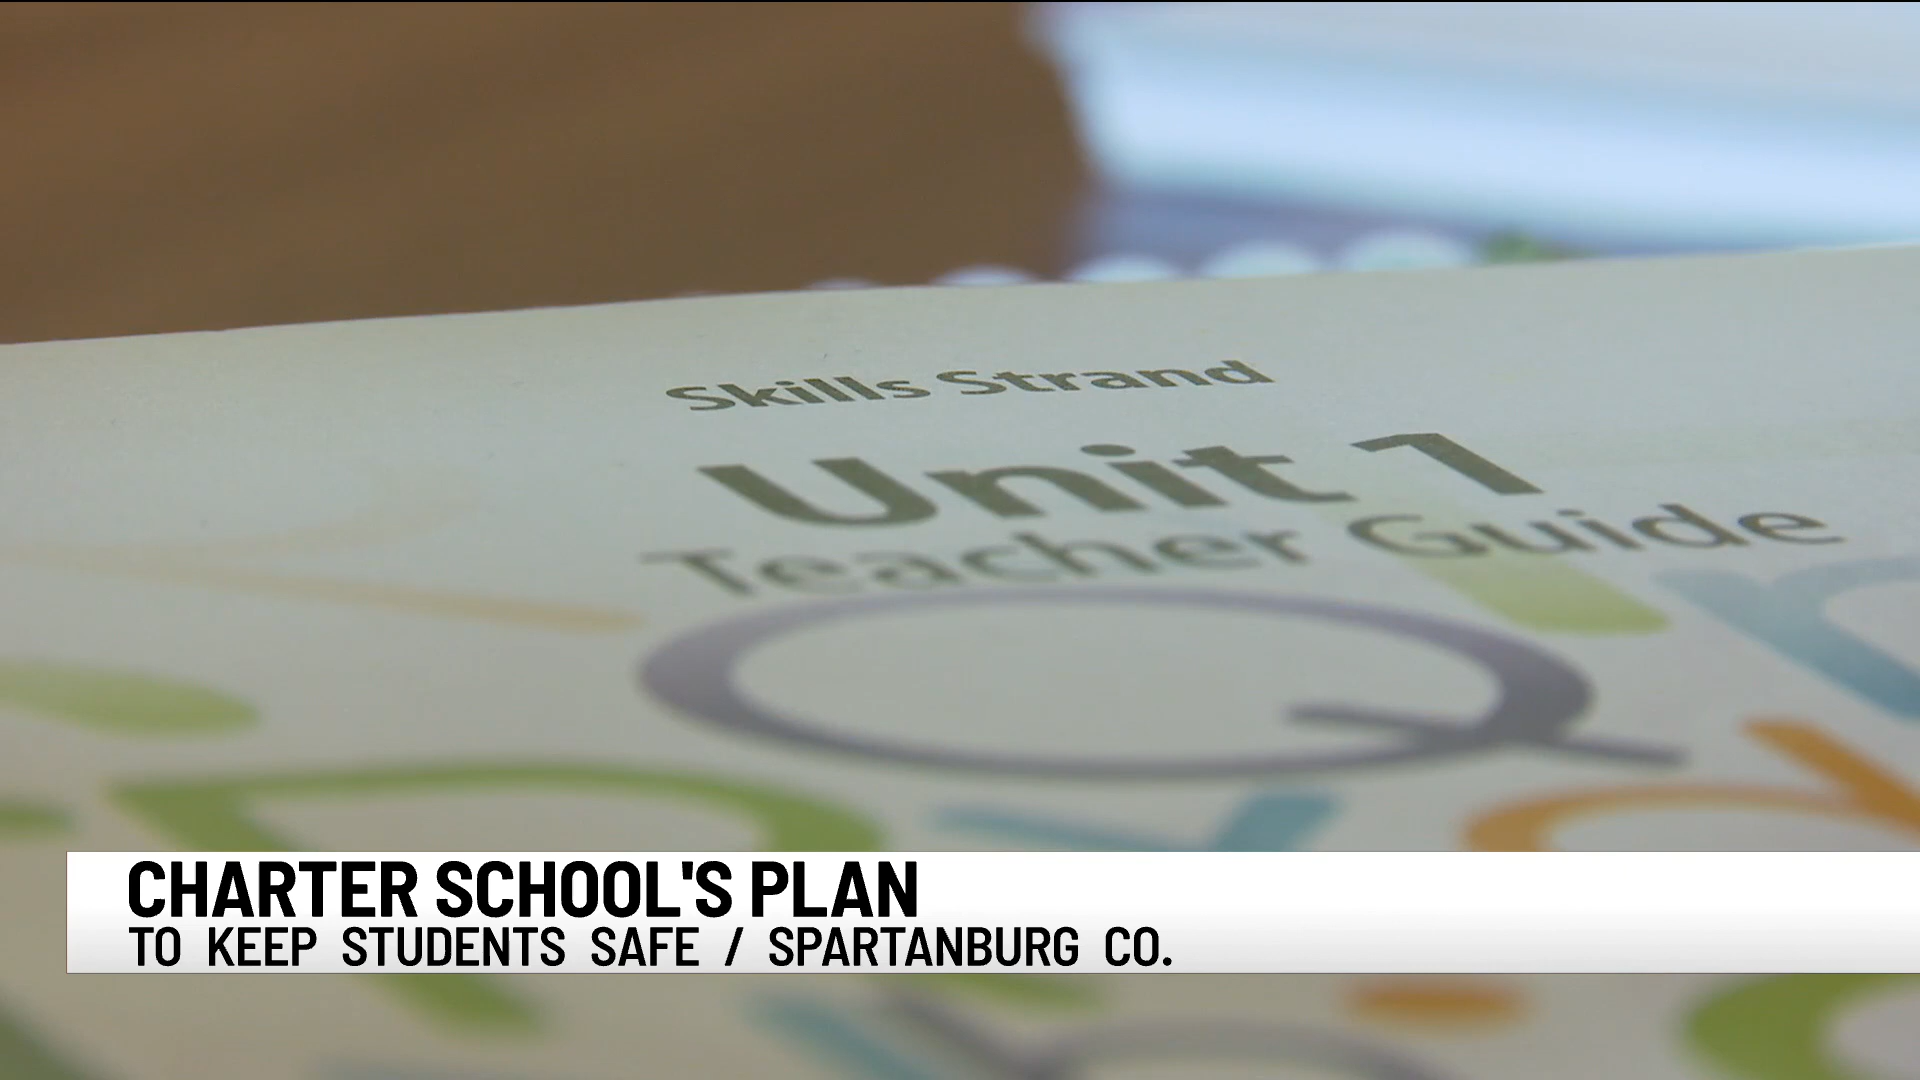 Skills Strand
Unit 1
Teacher Guide
Q
CHARTER SCHOOL'S PLAN
TO KEEP STUDENTS SAFE / SPARTANBURG CO.